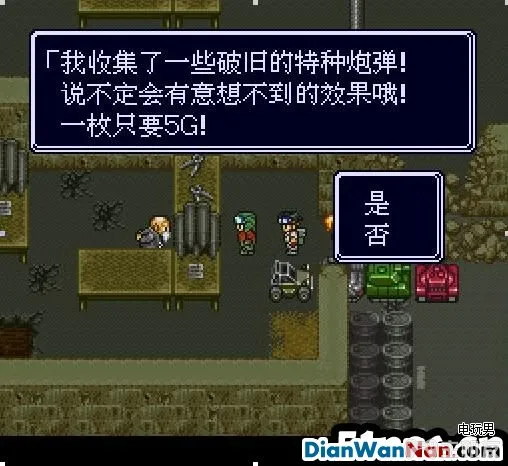 「我收集了一些破旧的特种炮弹!
说不定会有意想不到的效果哦!
一枚只要5G!
是
否
电玩男
DianWanNan.com